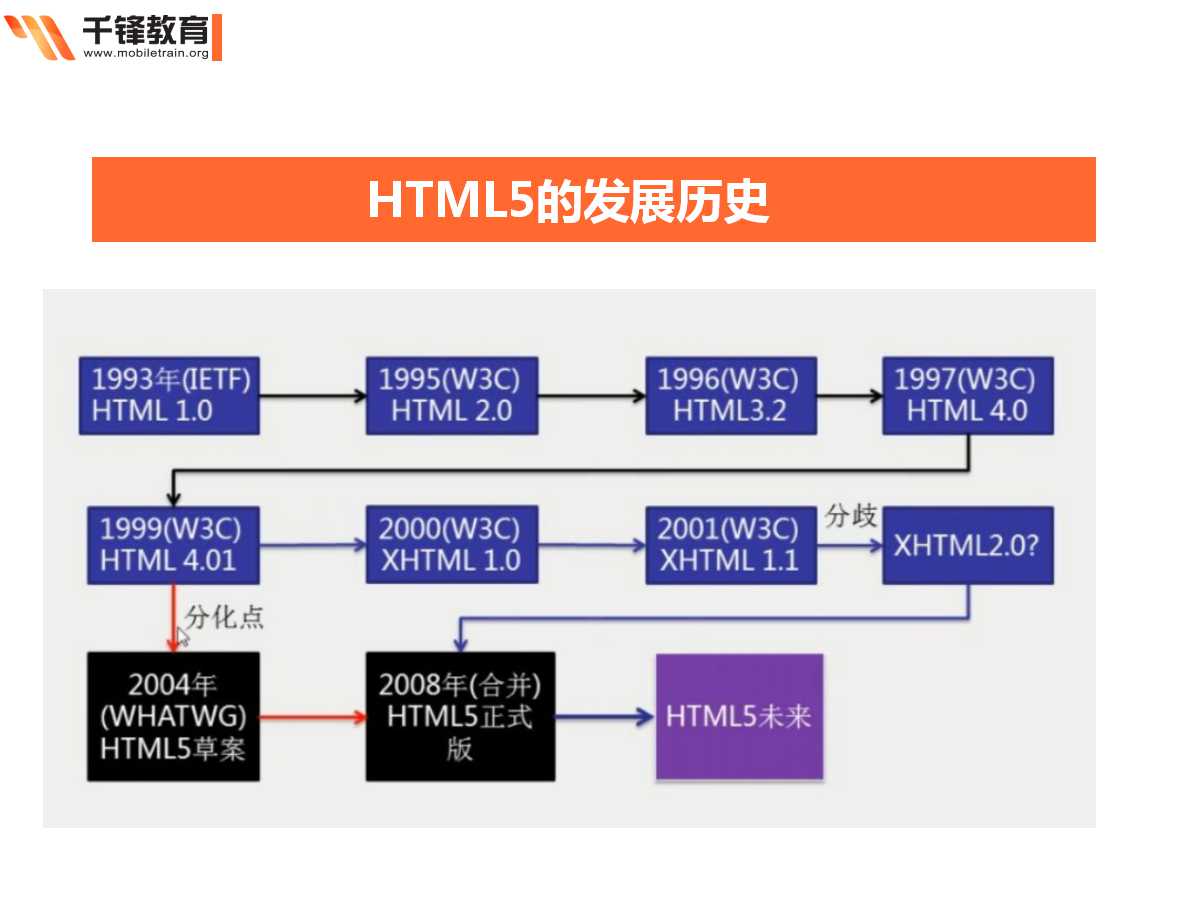 千锋教育
www.mobiletrain.org
HTML5的发展历史
1993年(IETF)
HTML 1.0
1995(W3C)
HTML 2.0
1996(W3C)
HTML3.2
1997(W3C)
HTML 4.0
1999(W3C)
HTML 4.01
2000(W3C)
XHTML 1.0
2001(W3C)
XHTML 1.1
分歧
XHTML2.0?
分化点
2004年
(WHATWG)
HTML5草案
2008年(合并)
HTML5正式
版
HTML5未来